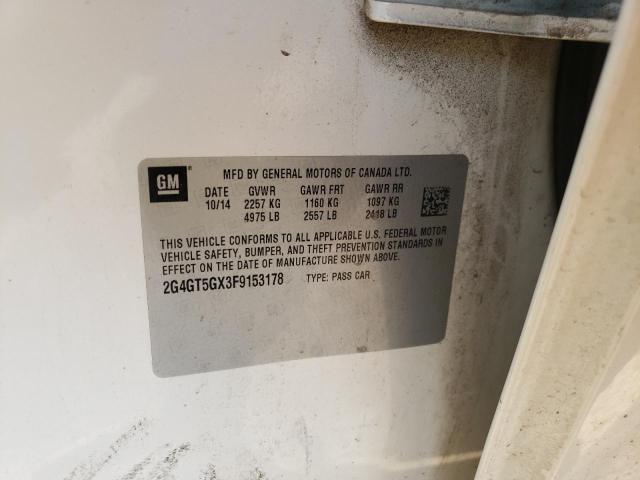 GM
MFD BY GENERAL MOTORS OF CANADA LTD.
DATE GVWR GAWR FRT GAWR RR
10/14 2257 KG 1160 KG 1097 KG
4975 LB 2557 LB 2418 LB
THIS VEHICLE CONFORMS TO ALL APPLICABLE U.S. FEDERAL MOTOR
VEHICLE SAFETY, BUMPER, AND THEFT PREVENTION STANDARDS IN
EFFECT ON THE DATE OF MANUFACTURE SHOWN ABOVE.
2G4GT5GX3F9153178 TYPE: PASS CAR